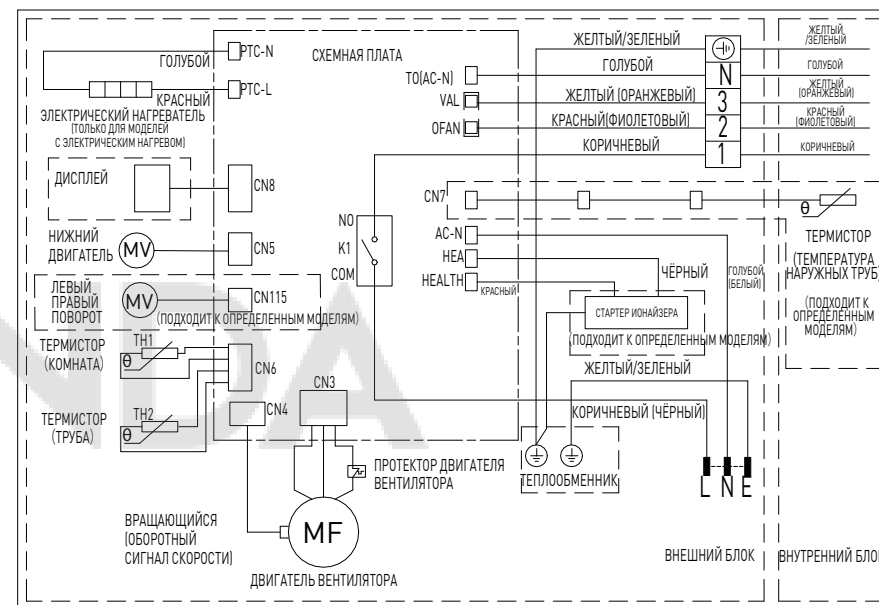 PTC-N
ГОЛУБОЙ
PTC-L
КРАСНЫЙ
ЭЛЕКТРИЧЕСКИЙ НАГРЕВАТЕЛЬ
(ТОЛЬКО ДЛЯ МОДЕЛЕЙ
С ЭЛЕКТРИЧЕСКИМ НАГРЕВОМ)
СХЕМНАЯ ПЛАТА
TO(AC-N)
VAL
OFAN
ЖЕЛТЫЙ/ЗЕЛЕНЫЙ
ГОЛУБОЙ
ЖЕЛТЫЙ (ОРАНЖЕВЫЙ)
КРАСНЫЙ(ФИОЛЕТОВЫЙ)
КОРИЧНЕВЫЙ
N
3
2
1
ЖЕЛТЫЙ
/ЗЕЛЕНЫЙ
ГОЛУБОЙ
ЖЕЛТЫЙ
(ОРАНЖЕВЫЙ)
КРАСНЫЙ
(ФИОЛЕТОВЫЙ)
КОРИЧНЕВЫЙ
ДИСПЛЕЙ
CN8
НИЖНИЙ
ДВИГАТЕЛЬ
MV
CN5
ЛЕВЫЙ
ПРАВЫЙ
ПОВОРОТ
MV
CN115
(ПОДХОДИТ К ОПРЕДЕЛЕННЫМ МОДЕЛЯМ)
NO
K1
COM
CN7
AC-N
HEA
HEALTH
КРАСНЫЙ
ЧЁРНЫЙ
ГОЛУБОЙ
(БЕЛЫЙ)
СТАРТЕР ИОНАЙЗЕРА
(ПОДХОДИТ К ОПРЕДЕЛЕННЫМ МОДЕЛЯМ)
θ
ТЕРМИСТОР
(ТЕМПЕРАТУРА
НАРУЖНЫХ ТРУБ)
(ПОДХОДИТ К
ОПРЕДЕЛЕННЫМ
МОДЕЛЯМ)
ТЕРМИСТОР
(КОМНАТА)
TH1
θ
CN6
ТЕРМИСТОР
(ТРУБА)
TH2
θ
CN4
CN3
ПРОТЕКТОР ДВИГАТЕЛЯ
ВЕНТИЛЯТОРА
ЖЕЛТЫЙ/ЗЕЛЕНЫЙ
КОРИЧНЕВЫЙ (ЧЁРНЫЙ)
ТЕПЛООБМЕННИК
L N E
ВРАЩАЮЩИЙСЯ
(ОБОРОТНЫЙ
СИГНАЛ СКОРОСТИ)
MF
ДВИГАТЕЛЬ ВЕНТИЛЯТОРА
ВНЕШНИЙ БЛОК
ВНУТРЕННИЙ БЛОК
NDA